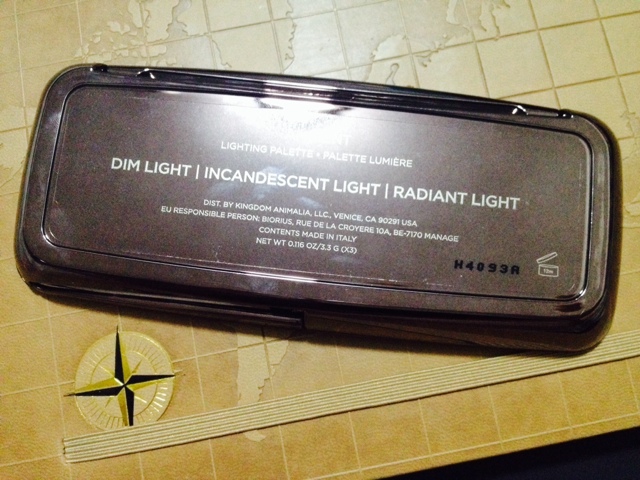 LIGHTING PALETTE • PALETTE LUMIÈRE
DIM LIGHT | INCANDESCENT LIGHT | RADIANT LIGHT
DIST. BY KINGDOM ANIMALIA, LLC., VENICE, CA 90291 USA
EU RESPONSIBLE PERSON: BIORIUS, RUE DE LA CROYERE 10A, BE-7170 MANAGE
CONTENTS MADE IN ITALY
NET WT 0.116 OZ/3.3 G (X3)
H4093A
12M